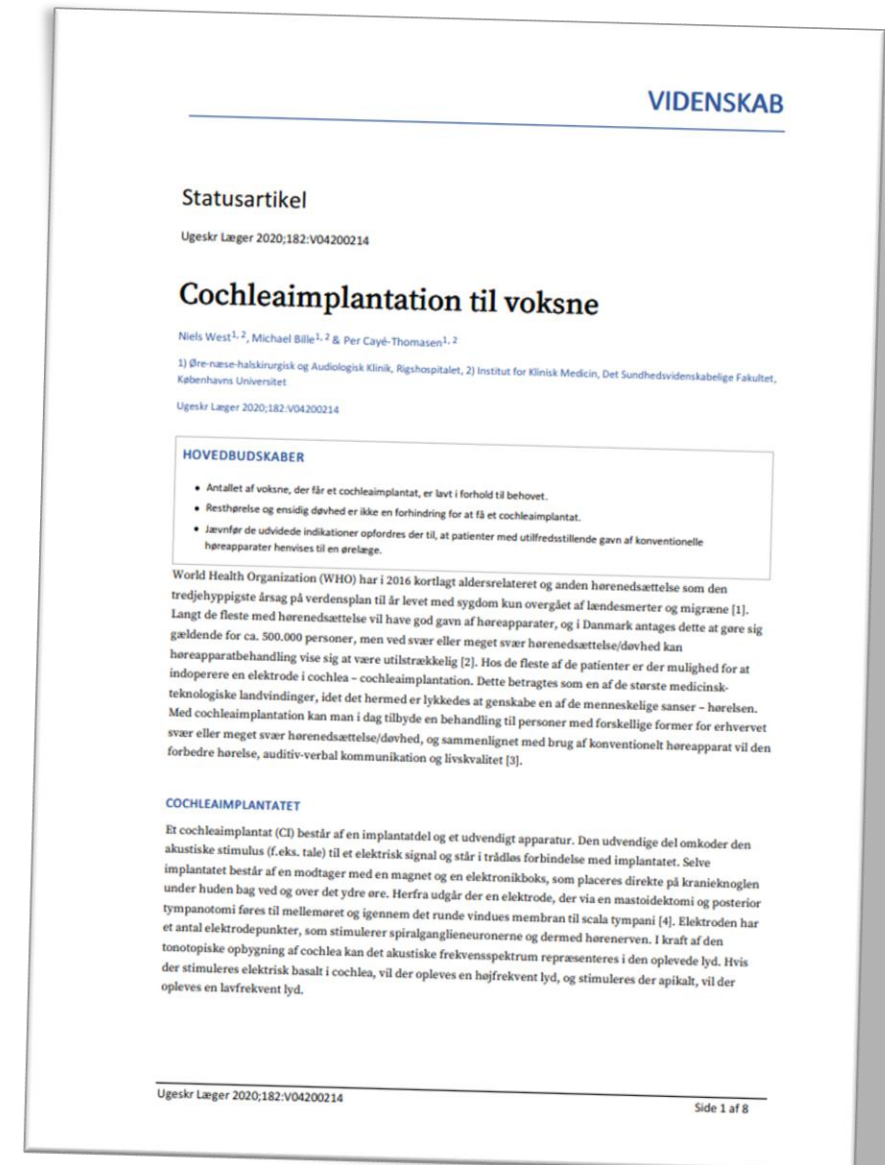 VIDENSKAB
Statusartikel
Ugeskr Læger 2020;182:V04200214
Cochleaimplantation til voksne
Niels West1, 2, Michael Bille1, 2 & Per Cayé-Thomasen1, 2
1) Øre-næse-halskirurgisk og Audiologisk Klinik, Rigshospitalet, 2) Institut for Klinisk Medicin, Det Sundhedsvidenskabelige Fakultet,
Københavns Universitet
Ugeskr Læger 2020;182:V04200214
HOVEDBUDSKABER
• Antallet af voksne, der får et cochleaimplantat, er lavt i forhold til behovet.
• Resthørelse og ensidig døvhed er ikke en forhindring for at få et cochleaimplantat.
• Jævnfør de udvidede indikationer opfordres der til, at patienter med utilfredsstillende gavn af konventionelle
høreapparater henvises til en ørelæge.
World Health Organization (WHO) har i 2016 kortlagt aldersrelateret og anden hørenedsættelse som den
tredjehyppigste årsag på verdensplan til år levet med sygdom kun overgået af lændesmerter og migræne [1].
Langt de fleste med hørenedsættelse vil have god gavn af høreapparater, og i Danmark antages dette at gøre sig
gældende for ca. 500.000 personer, men ved svær eller meget svær hørenedsættelse/døvhed kan
høreapparatbehandling vise sig at være utilstrækkelig [2]. Hos de fleste af de patienter er der mulighed for at
indoperere en elektrode i cochlea – cochleaimplantation. Dette betragtes som en af de største medicinsk-
teknologiske landvindinger, idet det hermed er lykkedes at genskabe en af de menneskelige sanser – hørelsen.
Med cochleaimplantation kan man i dag tilbyde en behandling til personer med forskellige former for erhvervet
svær eller meget svær hørenedsættelse/døvhed, og sammenlignet med brug af konventionelt høreapparat vil den
forbedre hørelse, auditiv-verbal kommunikation og livskvalitet [3].
COCHLEAIMPLANTATET
Et cochleaimplantat (CI) består af en implantatdel og et udvendigt apparatur. Den udvendige del omkoder den
akustiske stimulus (f.eks. tale) til et elektrisk signal og står i trådløs forbindelse med implantatet. Selve
implantatet består af en modtager med en magnet og en elektronikboks, som placeres direkte på kranieknoglen
under huden bag ved og over det ydre øre. Herfra udgår der en elektrode, der via en mastoidektomi og posterior
tympanotomi føres til mellemøret og igennem det runde vindues membran til scala tympani [4]. Elektroden har
et antal elektrodepunkter, som stimulerer spiralganglieneuronerne og dermed hørenerven. I kraft af den
tonotopiske opbygning af cochlea kan det akustiske frekvensspektrum repræsenteres i den oplevede lyd. Hvis
der stimuleres elektrisk basalt i cochlea, vil der opleves en højfrekvent lyd, og stimuleres der apikalt, vil der
opleves en lavfrekvent lyd.
Ugeskr Læger 2020;182:V04200214
Side 1 af 8